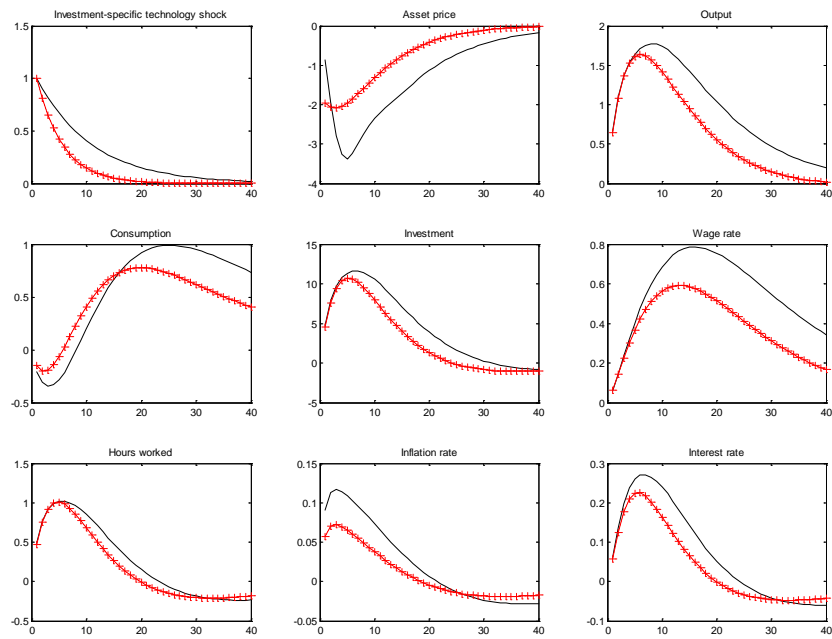 Investment-specific technology shock
Asset price
Output
1.5
1
0.5
0
0 10 20 30 40
0
-1
-2
-3
-4
0 10 20 30 40
2
1.5
1
0.5
0
0 10 20 30 40
Consumption
Investment
Wage rate
1
0.5
0
-0.5
0 10 20 30 40
15
10
5
0
-5
0 10 20 30 40
0.8
0.6
0.4
0.2
0
0 10 20 30 40
Hours worked
Inflation rate
Interest rate
1.5
1
0.5
0
-0.5
0 10 20 30 40
0.15
0.1
0.05
0
-0.05
0 10 20 30 40
0.3
0.2
0.1
0
-0.1
0 10 20 30 40